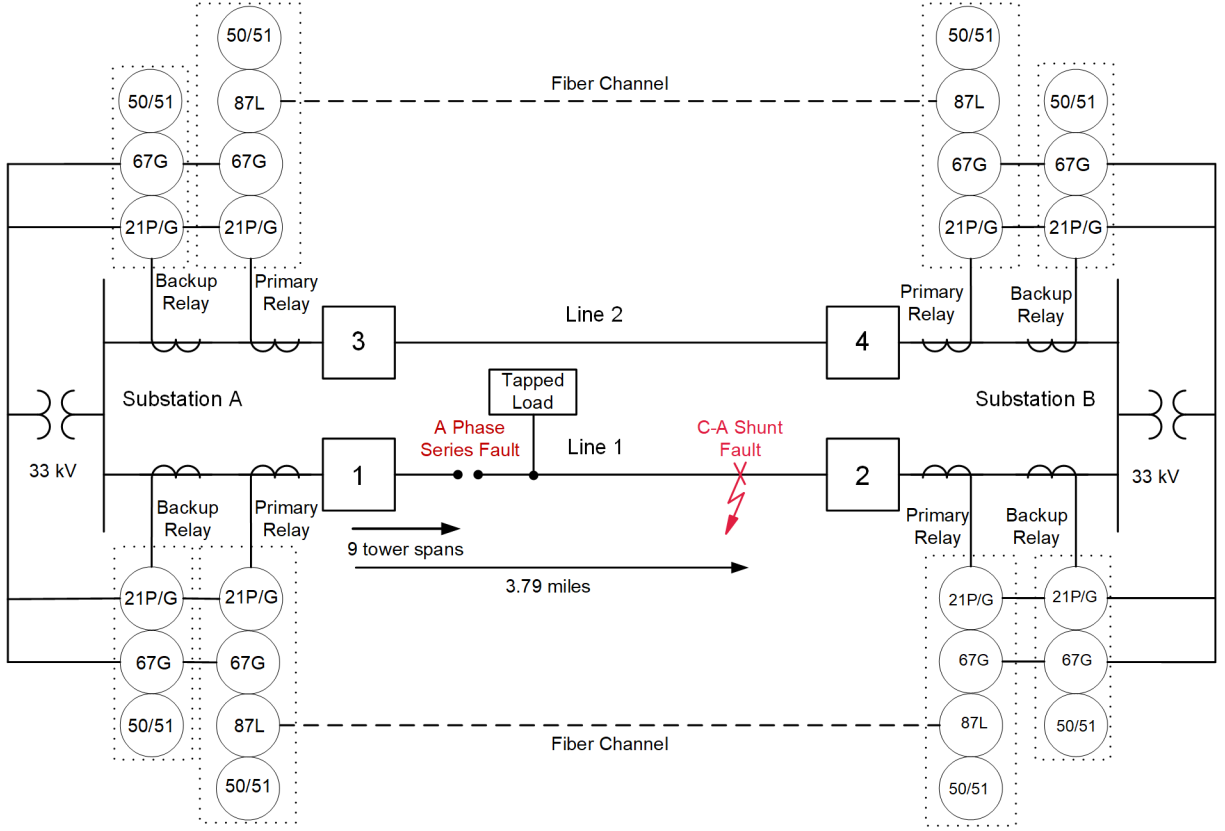 50/51
50/51
Fiber Channel
50/51
87L
87L
50/51
67G
67G
67G
67G
21P/G
21P/G
21P/G
21P/G
Backup
Relay
Primary
Relay
Primary
Relay
Backup
Relay
3
Line 2
4
Tapped
Load
Substation A
Substation B
A Phase
Series Fault
C-A Shunt
Fault
Line 1
33 kV
1
2
33 kV
Backup
Relay
Primary
Relay
Primary
Relay
Backup
Relay
9 tower spans
3.79 miles
21P/G
21P/G
21P/G
21P/G
67G
67G
67G
67G
50/51
87L
87L
50/51
Fiber Channel
50/51
50/51